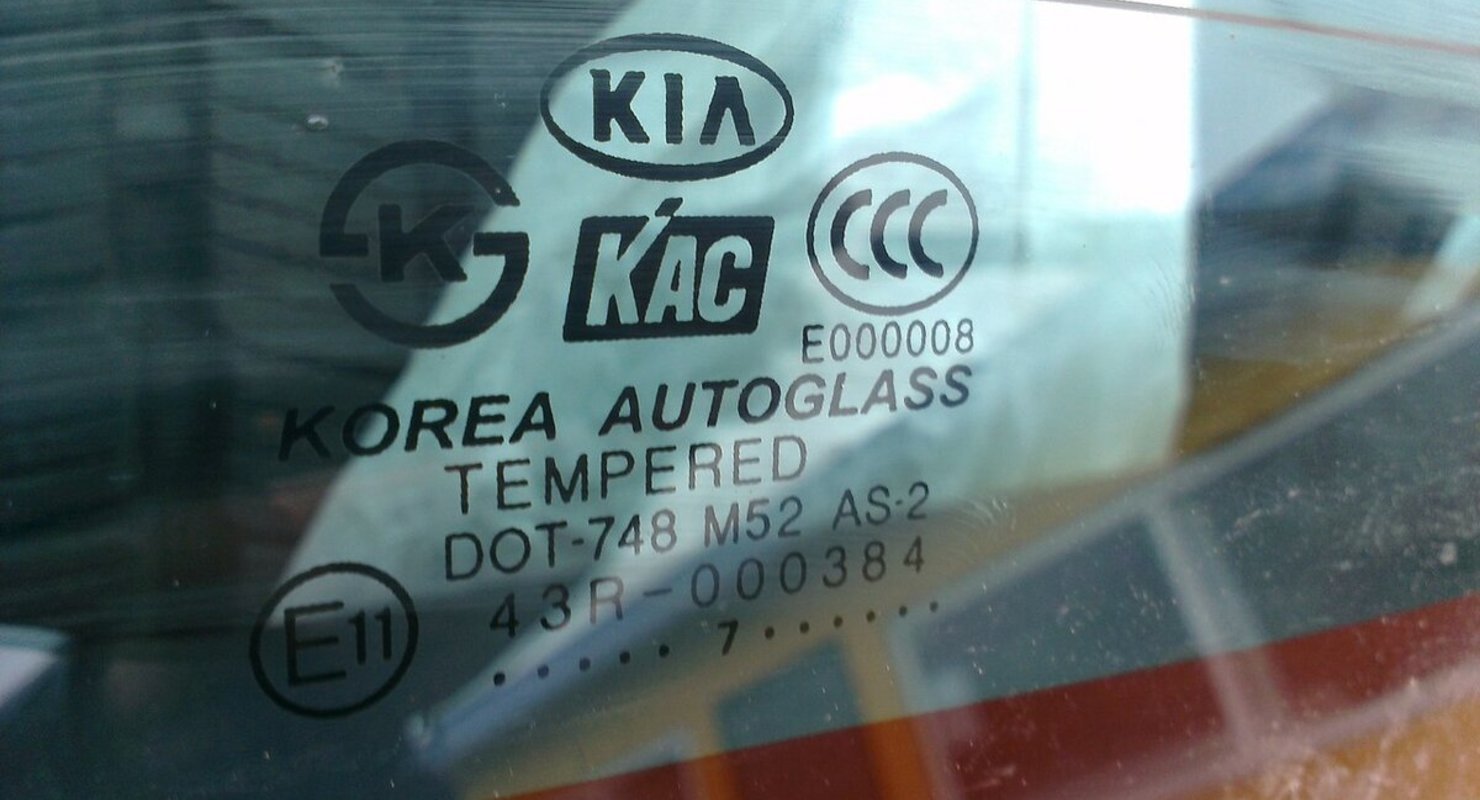 KIA
K
KAC
CCC
E000008
KOREA AUTOGLASS
TEMPERED
DOT-748 M52 AS-2
43R-000384
E11
. . . . . 7 . . . . . .